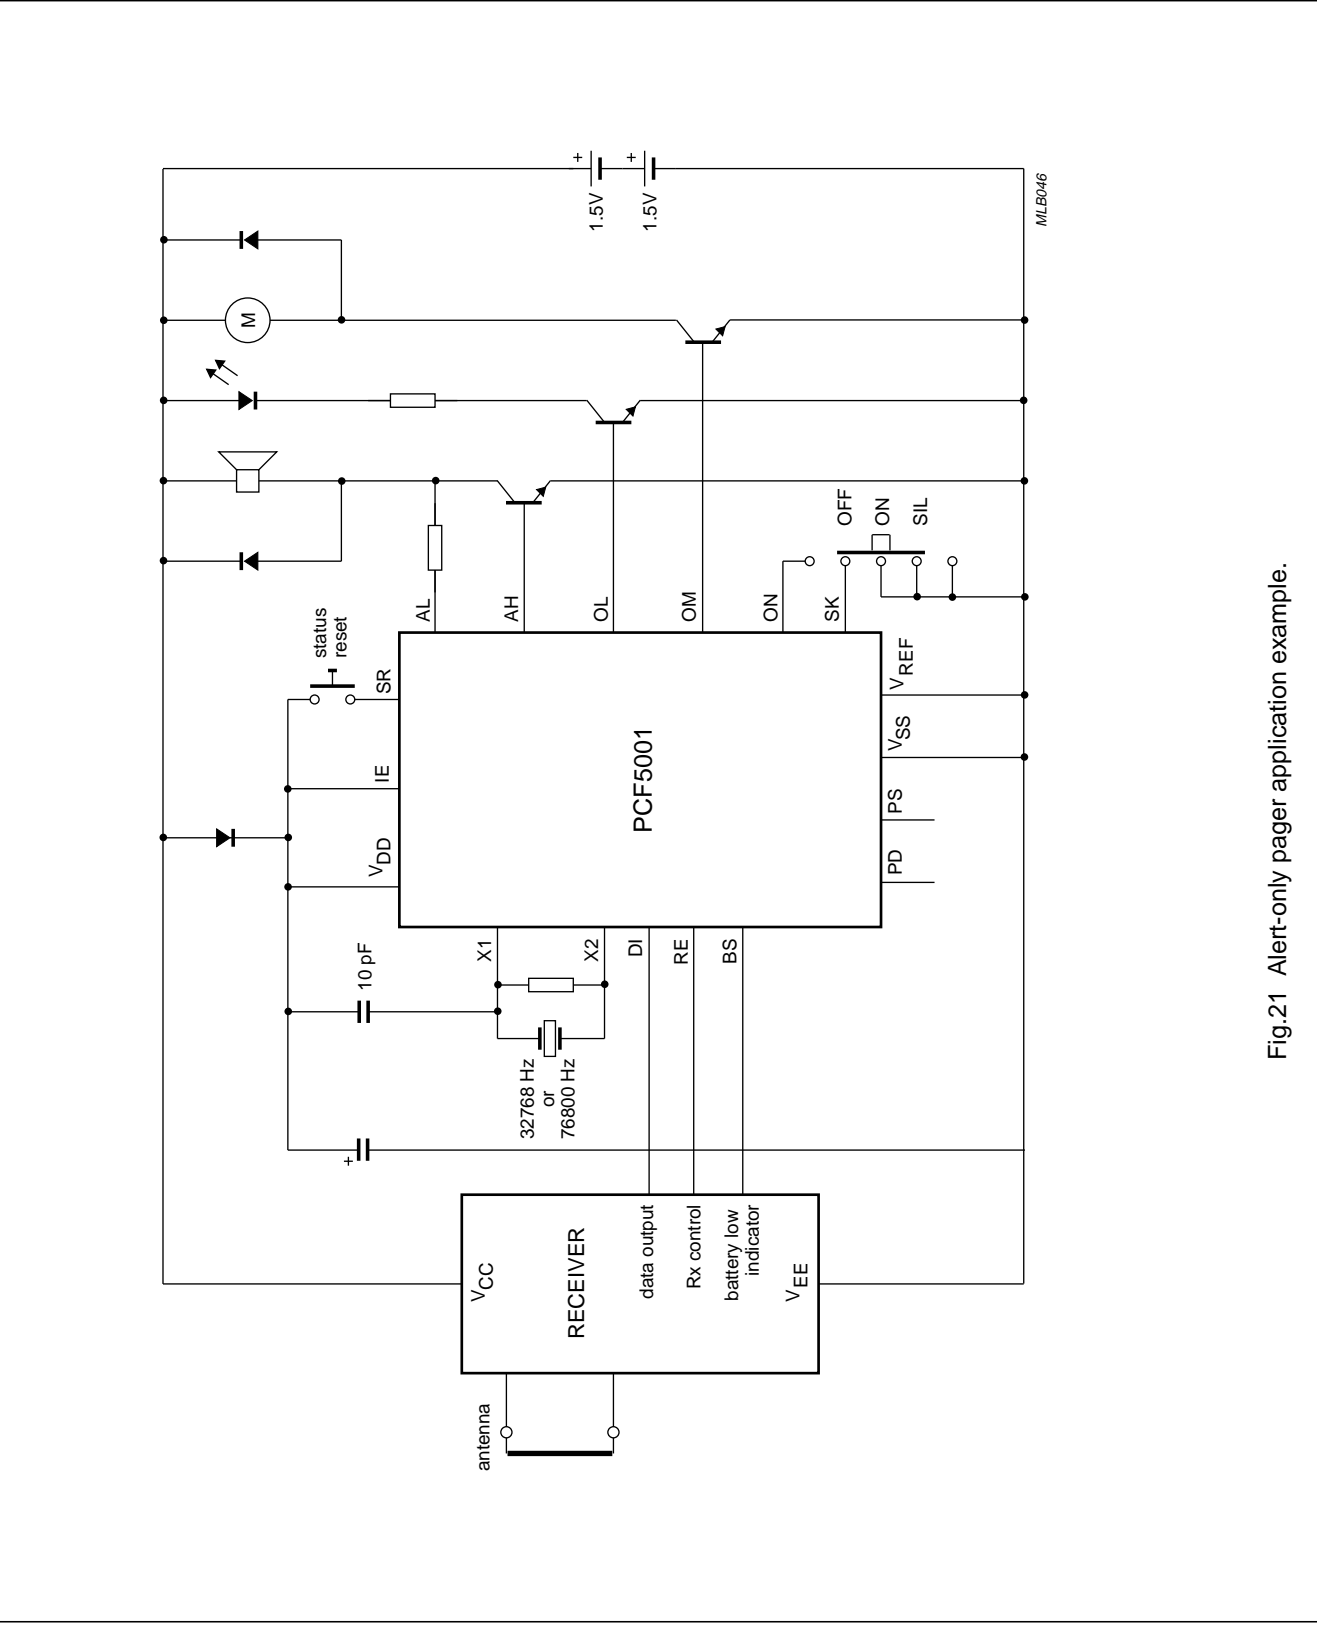 1.5V
1.5V
MLB046
M
OFF
ON
SIL
status
reset
AL
AH
OL
OM
ON
SK
SR
IE
VDD
PCF5001
VREF
VSS
PS
PD
X1
X2
DI
RE
BS
10 pF
32768 Hz
or
76800 Hz
RECEIVER
VCC
data output
Rx control
battery low
indicator
VEE
antenna
Fig.21 Alert-only pager application example.